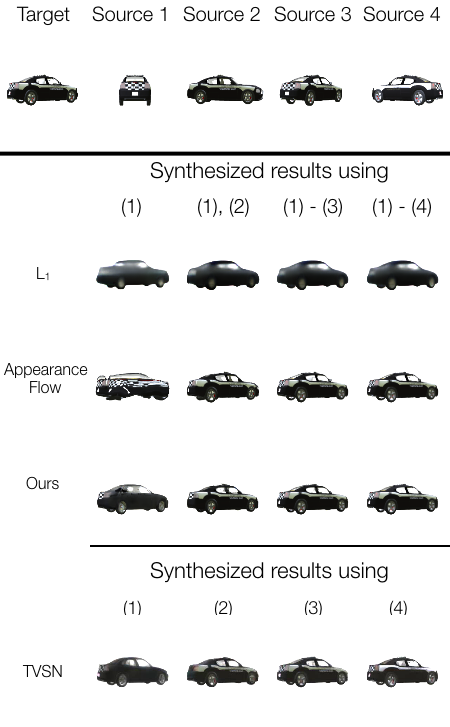 Target Source 1 Source 2 Source 3 Source 4
Synthesized results using
(1) (1), (2) (1) - (3) (1) - (4)
L₁
Appearance
Flow
Ours
Synthesized results using
(1) (2) (3) (4)
TVSN